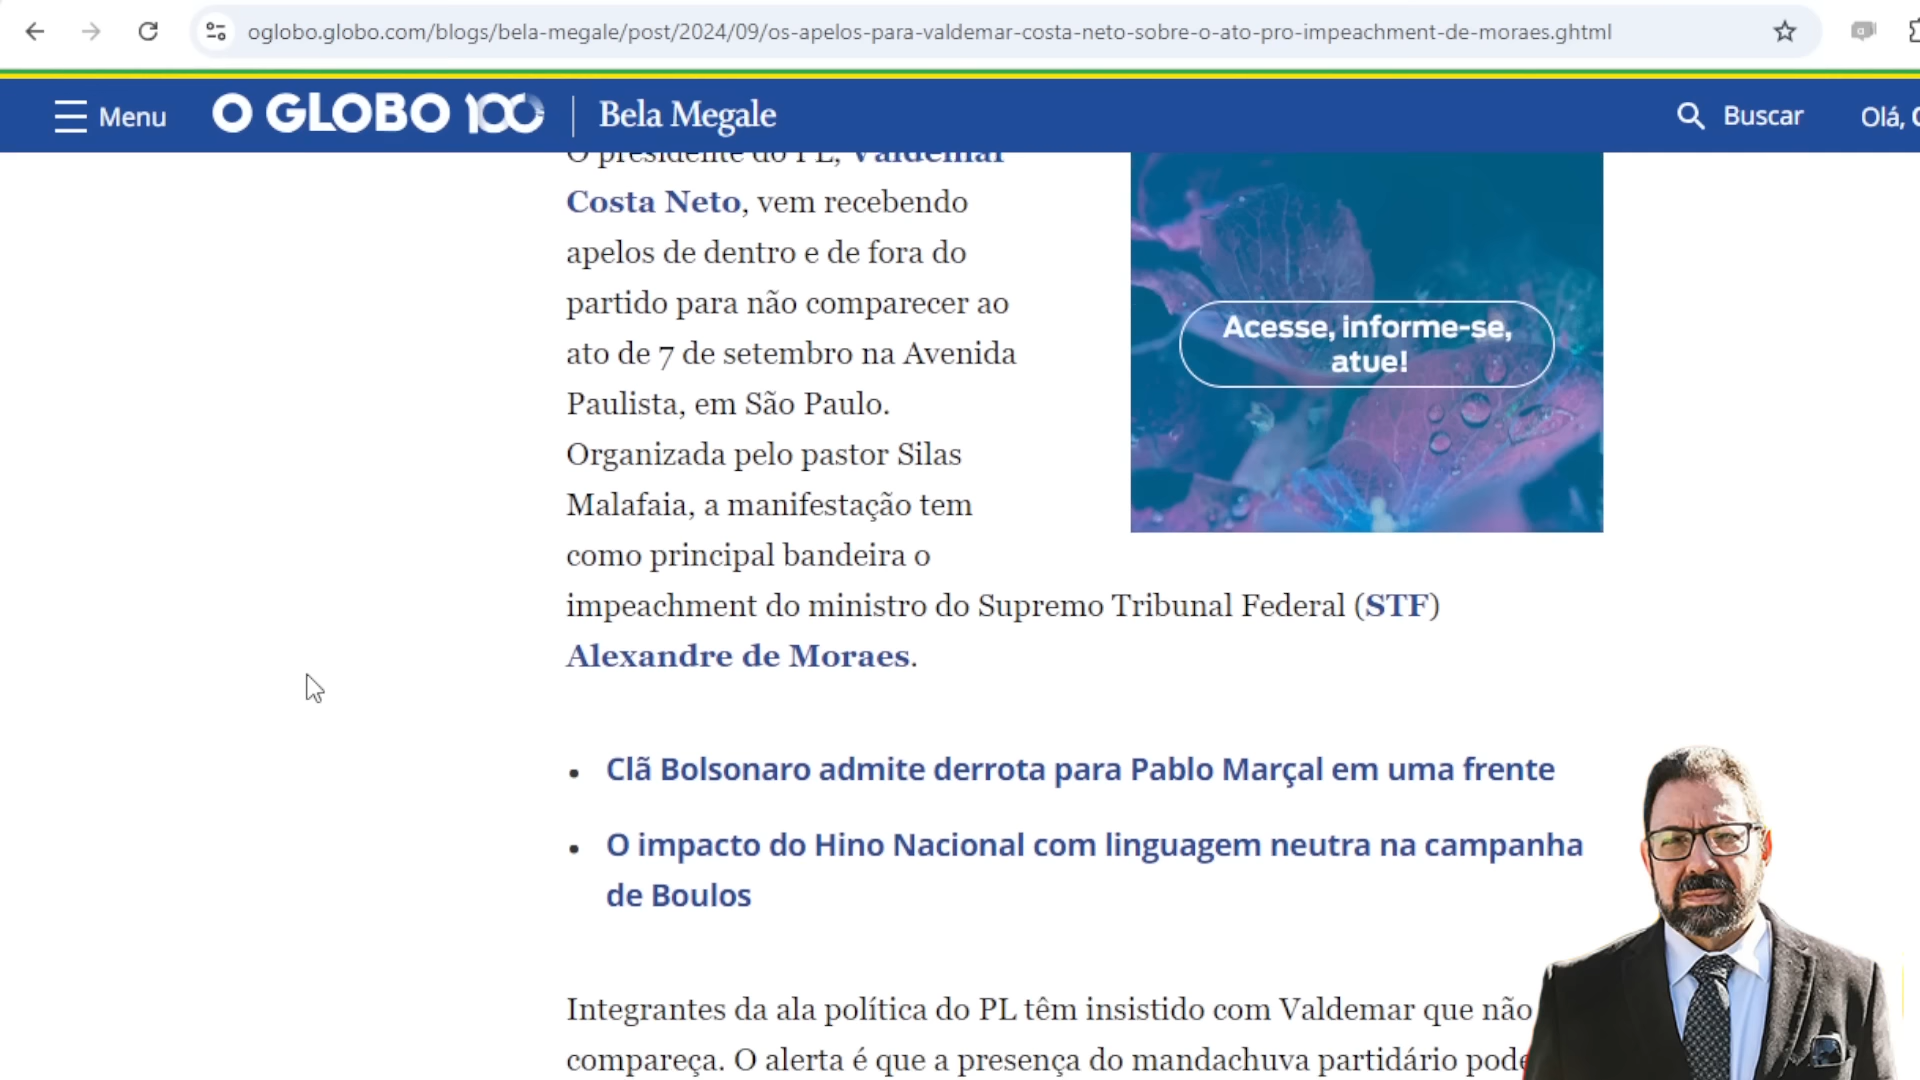 oglobo.globo.com/blogs/bela-megale/post/2024/09/os-apelos-para-valdemar-costa-neto-sobre-o-ato-pro-impeachment-de-moraes.ghtml
Menu
O GLOBO 100
Bela Megale
Buscar
Olá,
O presidente do PL, Valdemar
Costa Neto, vem recebendo
apelos de dentro e de fora do
partido para não comparecer ao
ato de 7 de setembro na Avenida
Paulista, em São Paulo.
Organizada pelo pastor Silas
Malafaia, a manifestação tem
como principal bandeira o
impeachment do ministro do Supremo Tribunal Federal (STF)
Alexandre de Moraes.
Acesse, informe-se,
atue!
• Clã Bolsonaro admite derrota para Pablo Marçal em uma frente
• O impacto do Hino Nacional com linguagem neutra na campanha
de Boulos
Integrantes da ala política do PL têm insistido com Valdemar que não
compareça. O alerta é que a presença do mandachuva partidário pode